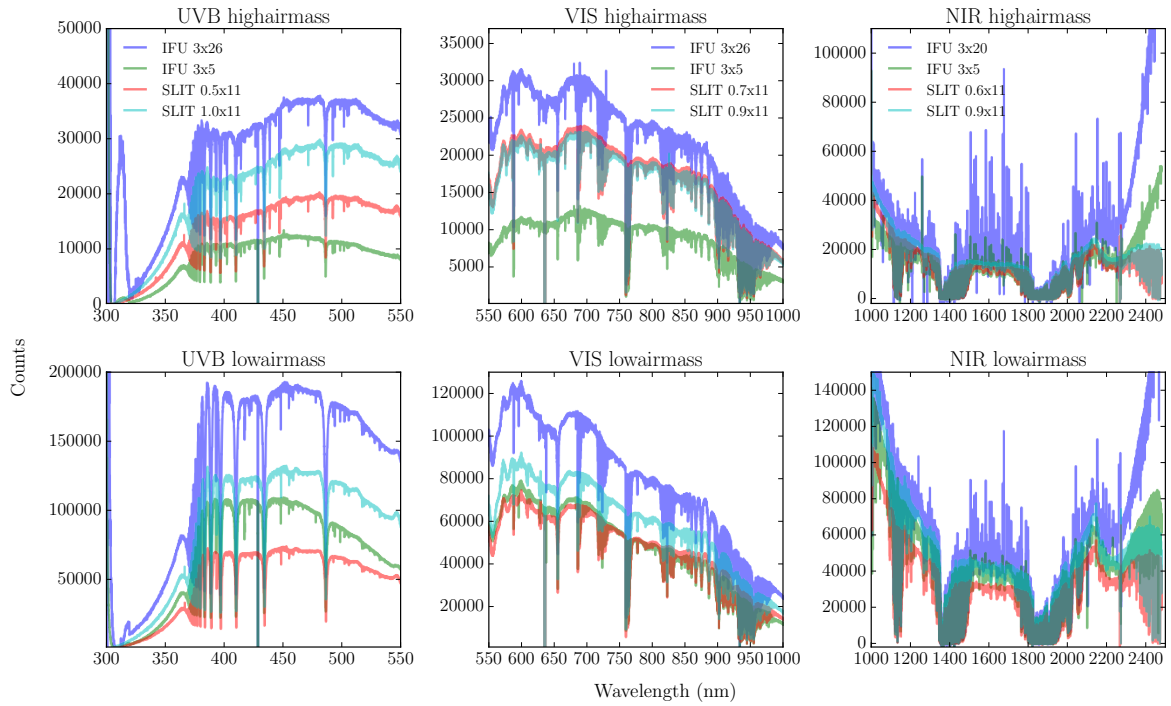 UVB highairmass
VIS highairmass
NIR highairmass
50000
40000
30000
20000
10000
0
IFU 3x26
IFU 3x5
SLIT 0.5x11
SLIT 1.0x11
300 350 400 450 500 550
35000
30000
25000
20000
15000
10000
5000
IFU 3x26
IFU 3x5
SLIT 0.7x11
SLIT 0.9x11
550 600 650 700 750 800 850 900 950 1000
100000
80000
60000
40000
20000
0
IFU 3x20
IFU 3x5
SLIT 0.6x11
SLIT 0.9x11
1000 1200 1400 1600 1800 2000 2200 2400
Counts
UVB lowairmass
VIS lowairmass
NIR lowairmass
200000
150000
100000
50000
300 350 400 450 500 550
120000
100000
80000
60000
40000
20000
550 600 650 700 750 800 850 900 950 1000
140000
120000
100000
80000
60000
40000
20000
0
1000 1200 1400 1600 1800 2000 2200 2400
Wavelength (nm)